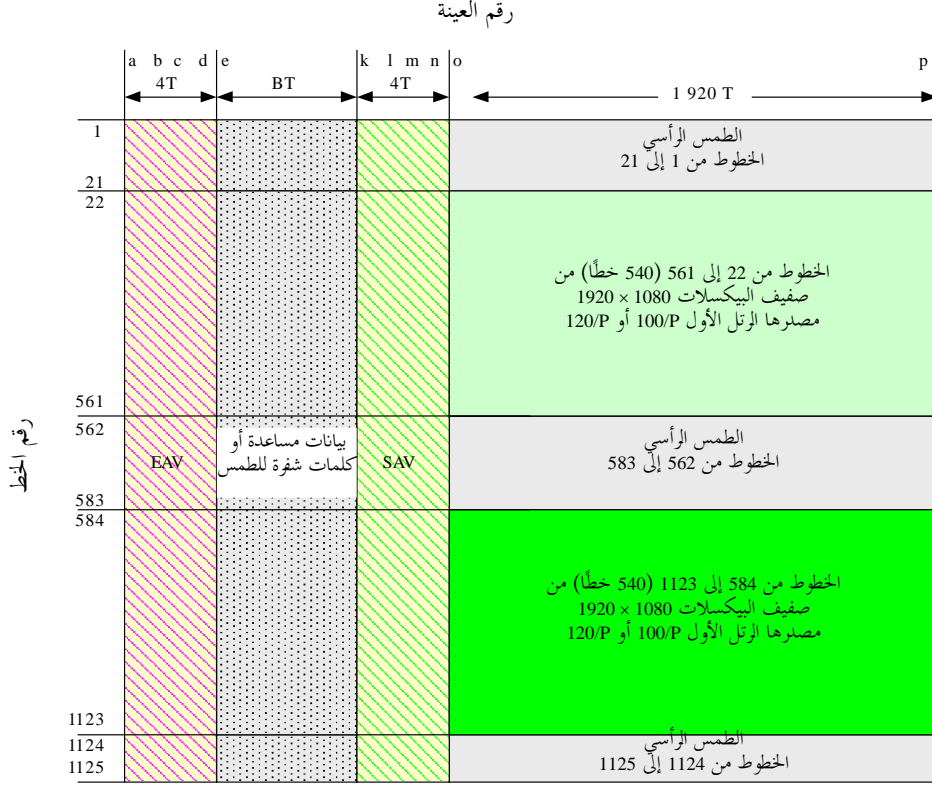 رقم العينة
a b c d e k l m n o p
4T BT 4T 1 920 T
1
الطمس الرأسي
الخطوط من 1 إلى 21
21
22
الخطوط من 22 إلى 561 (540 خطًا) من
صفيف البيكسلات 1080 × 1920
مصدرها الرتل الأول 100/P أو 120/P
561
562
الطمس الرأسي
الخطوط من 562 إلى 583
بيانات مساعدة أو
كلمات شفرة للطمس
EAV
SAV
رقم الخط
583
584
الخطوط من 584 إلى 1123 (540 خطًا) من
صفيف البيكسلات 1080 × 1920
مصدرها الرتل الأول 100/P أو 120/P
1123
1124
الطمس الرأسي
1125
الخطوط من 1124 إلى 1125